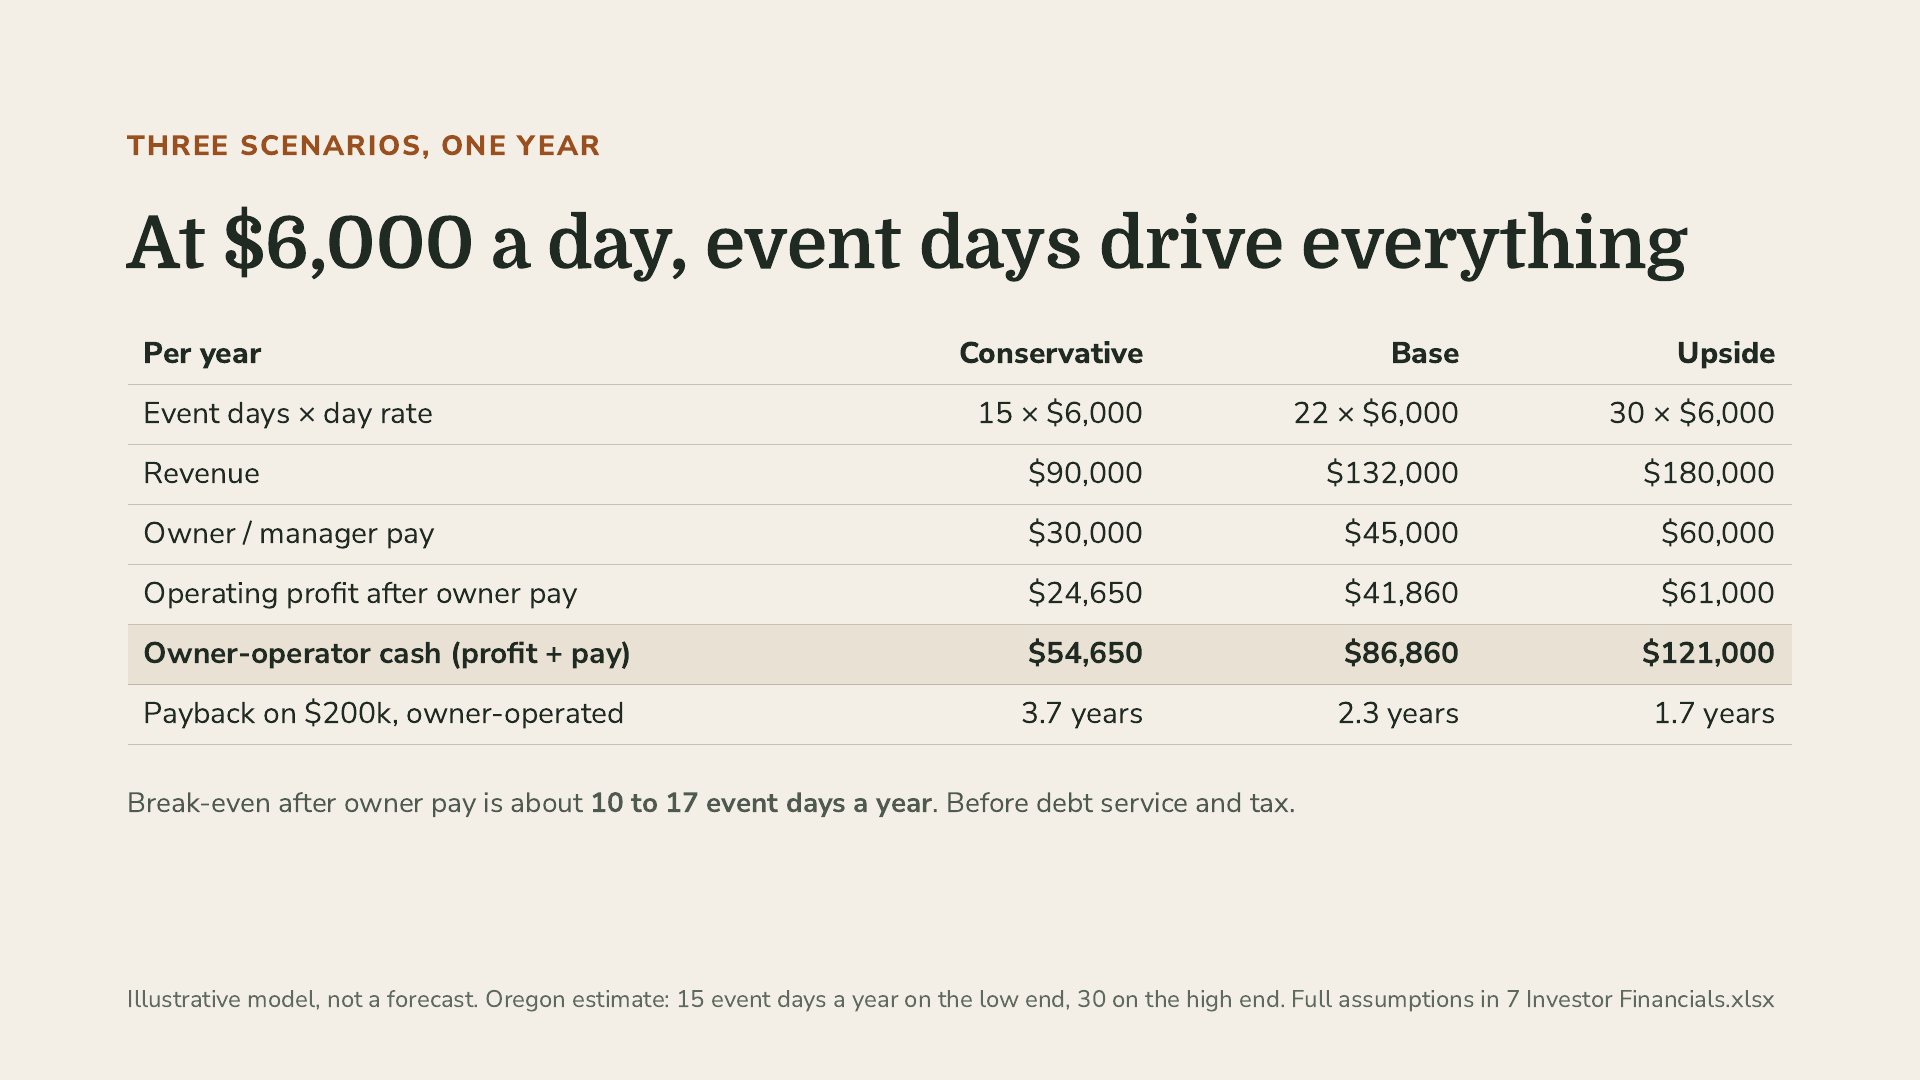 THREE SCENARIOS, ONE YEAR
At $6,000 a day, event days drive everything
Per year Conservative Base Upside
Event days × day rate 15 × $6,000 22 × $6,000 30 × $6,000
Revenue $90,000 $132,000 $180,000
Owner / manager pay $30,000 $45,000 $60,000
Operating profit after owner pay $24,650 $41,860 $61,000
Owner-operator cash (profit + pay) $54,650 $86,860 $121,000
Payback on $200k, owner-operated 3.7 years 2.3 years 1.7 years
Break-even after owner pay is about 10 to 17 event days a year. Before debt service and tax.
Illustrative model, not a forecast. Oregon estimate: 15 event days a year on the low end, 30 on the high end. Full assumptions in 7 Investor Financials.xlsx